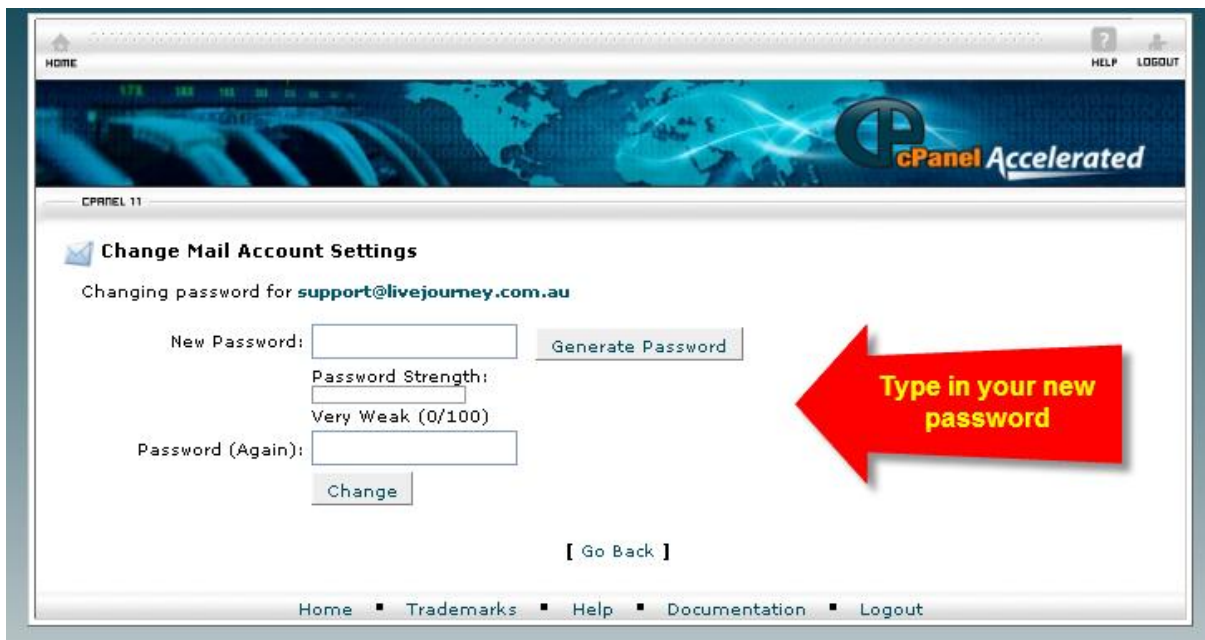 HOME
HELP LOGOUT
cPanel Accelerated
CPANEL 11
Change Mail Account Settings
Changing password for support@livejourney.com.au
New Password: Generate Password
Password Strength:
Very Weak (0/100)
Type in your new
password
Password (Again):
Change
[ Go Back ]
Home ▪ Trademarks ▪ Help ▪ Documentation ▪ Logout